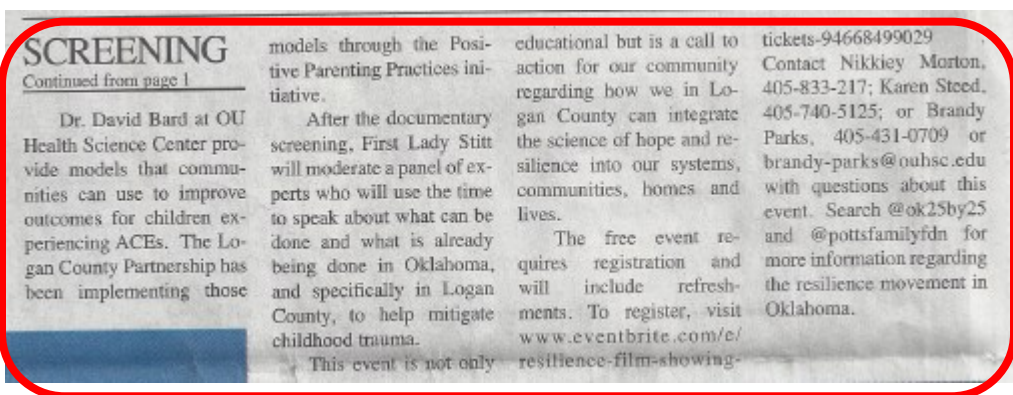 SCREENING
Continued from page 1
Dr. David Bard at OU
Health Science Center pro-
vide models that commu-
nities can use to improve
outcomes for children ex-
periencing ACEs. The Lo-
gan County Partnership has
been implementing those
models through the Posi-
tive Parenting Practices ini-
tiative.
After the documentary
screening, First Lady Stitt
will moderate a panel of ex-
perts who will use the time
to speak about what can be
done and what is already
being done in Oklahoma,
and specifically in Logan
County, to help mitigate
childhood trauma.
This event is not only
educational but is a call to
action for our community
regarding how we in Lo-
gan County can integrate
the science of hope and re-
silience into our systems,
communities, homes and
lives.
The free event re-
quires registration and
will include refresh-
ments. To register, visit
www.eventbrite.com/e/
resilience-film-showing-
tickets-94668499029
Contact Nikkiey Morton,
405-833-217; Karen Steed,
405-740-5125; or Brandy
Parks, 405-431-0709 or
brandy-parks@ouhsc.edu
with questions about this
event. Search @ok25by25
and @pottsfamilyfdn for
more information regarding
the resilience movement in
Oklahoma.